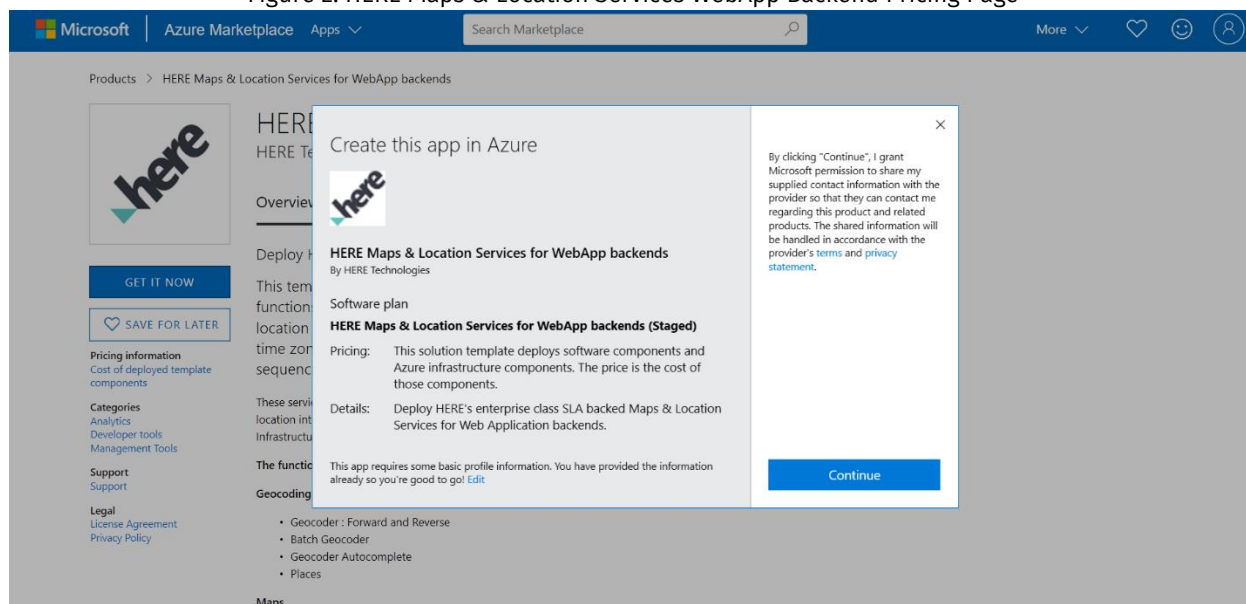 Microsoft
Azure Marketplace
Apps
Search Marketplace
More
Products > HERE Maps & Location Services for WebApp backends
here
HERE
HERE Te
Overview
GET IT NOW
SAVE FOR LATER
Pricing information
Cost of deployed template
components
Categories
Analytics
Developer tools
Management Tools
Support
Support
Legal
License Agreement
Privacy Policy
Deploy H
This tem
function
location
time zon
sequenc
These servi
location int
Infrastructu
The functio
Geocoding
• Geocoder : Forward and Reverse
• Batch Geocoder
• Geocoder Autocomplete
• Places
Maps
Create this app in Azure
here
HERE Maps & Location Services for WebApp backends
By HERE Technologies
Software plan
HERE Maps & Location Services for WebApp backends (Staged)
Pricing: This solution template deploys software components and
Azure infrastructure components. The price is the cost of
those components.
Details: Deploy HERE's enterprise class SLA backed Maps & Location
Services for Web Application backends.
This app requires some basic profile information. You have provided the information
already so you're good to go! Edit
By clicking "Continue", I grant
Microsoft permission to share my
supplied contact information with the
provider so that they can contact me
regarding this product and related
products. The shared information will
be handled in accordance with the
provider's terms and privacy
statement.
Continue